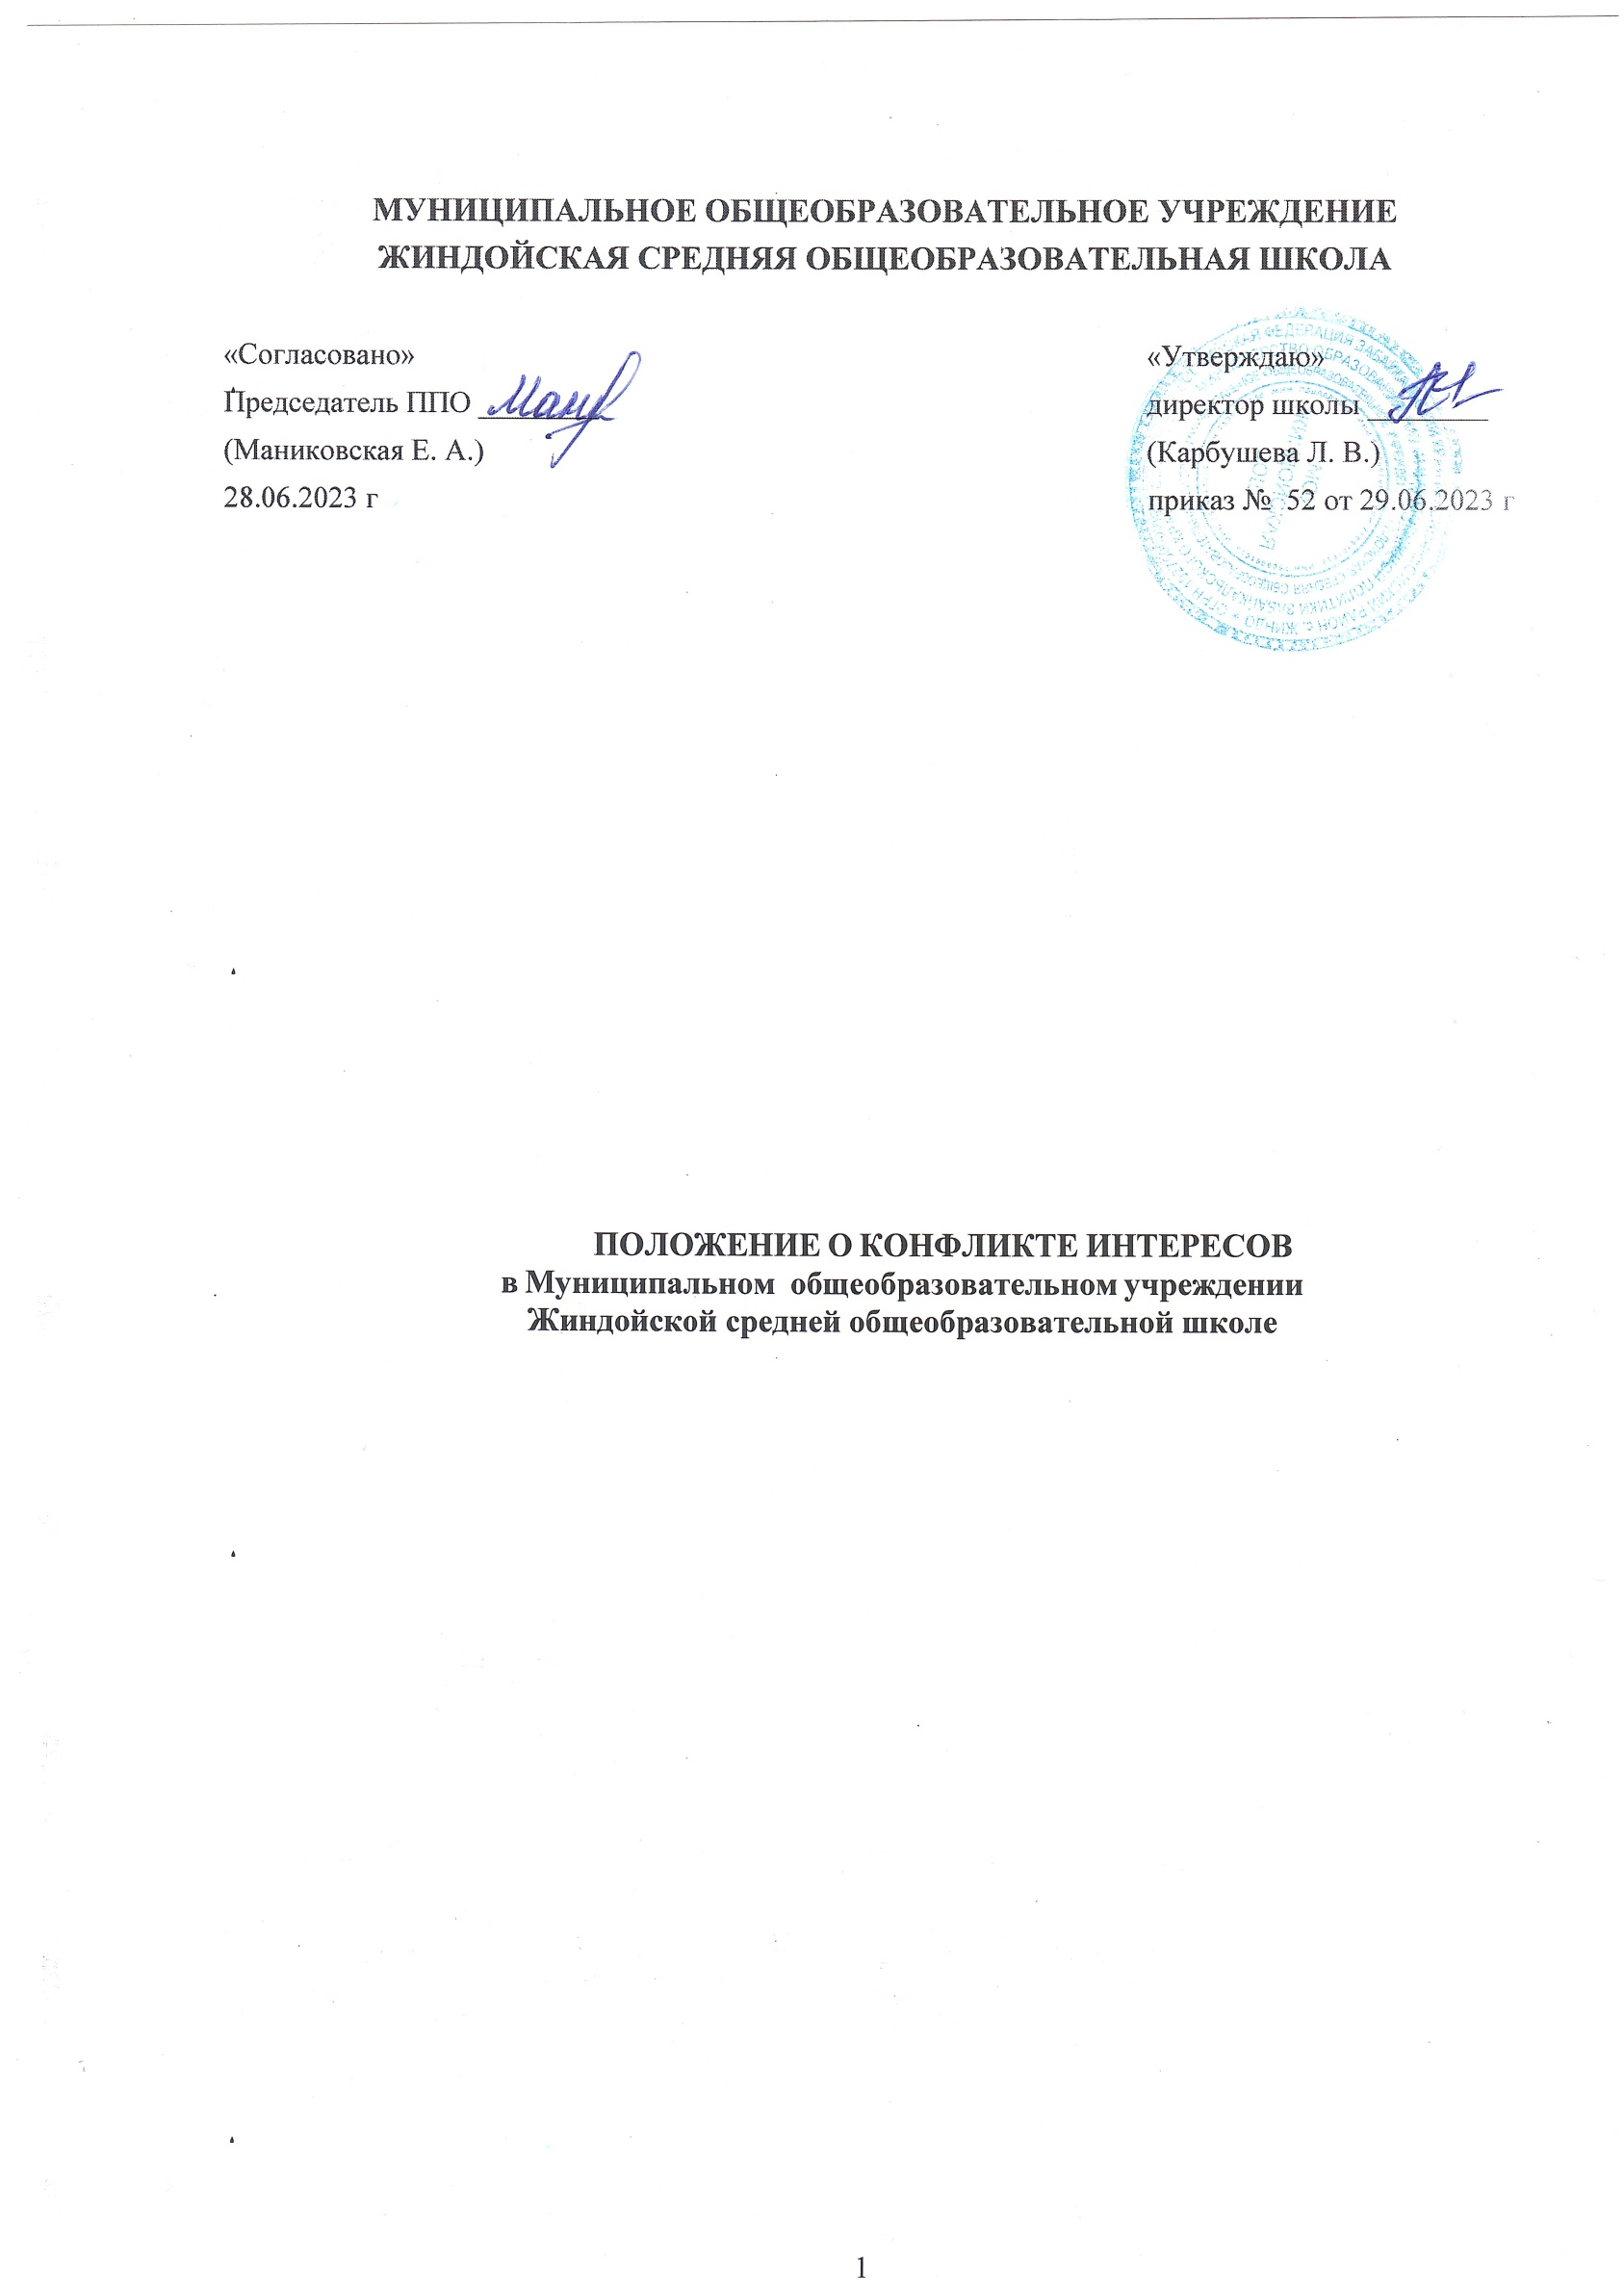 МУНИЦИПАЛЬНОЕ ОБЩЕОБРАЗОВАТЕЛЬНОЕ УЧРЕЖДЕНИЕ
ЖИНДОЙСКАЯ СРЕДНЯЯ ОБЩЕОБРАЗОВАТЕЛЬНАЯ ШКОЛА
«Согласовано»
Председатель ППО
(Маниковская Е. А.)
28.06.2023 г
«Утверждаю»
директор школы
(Карбушева Л. В.)
приказ № 52 от 29.06.2023 г
ПОЛОЖЕНИЕ О КОНФЛИКТЕ ИНТЕРЕСОВ
в Муниципальном общеобразовательном учреждении
Жиндойской средней общеобразовательной школе
1